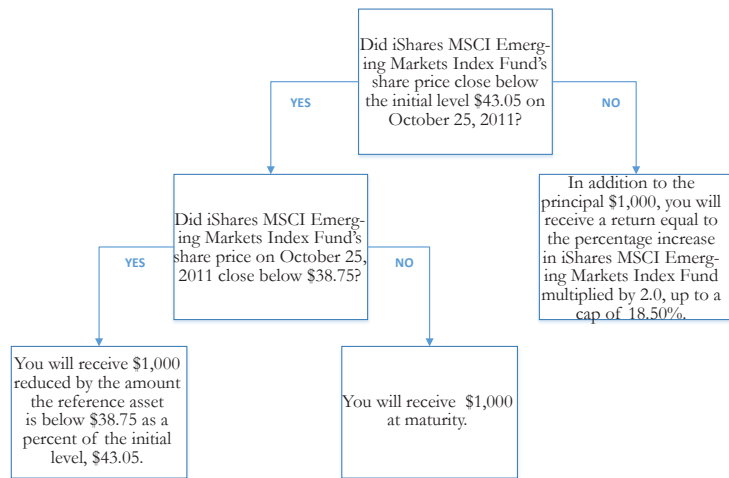 Did iShares MSCI Emerg-
ing Markets Index Fund's
share price close below
the initial level $43.05 on
October 25, 2011?
YES
NO
Did iShares MSCI Emerg-
ing Markets Index Fund's
share price on October 25,
2011 close below $38.75?
In addition to the
principal $1,000, you will
receive a return equal to
the percentage increase
in iShares MSCI Emerg-
ing Markets Index Fund
multiplied by 2.0, up to a
cap of 18.50%.
YES
NO
You will receive $1,000
reduced by the amount
the reference asset
is below $38.75 as a
percent of the initial
level, $43.05.
You will receive $1,000
at maturity.